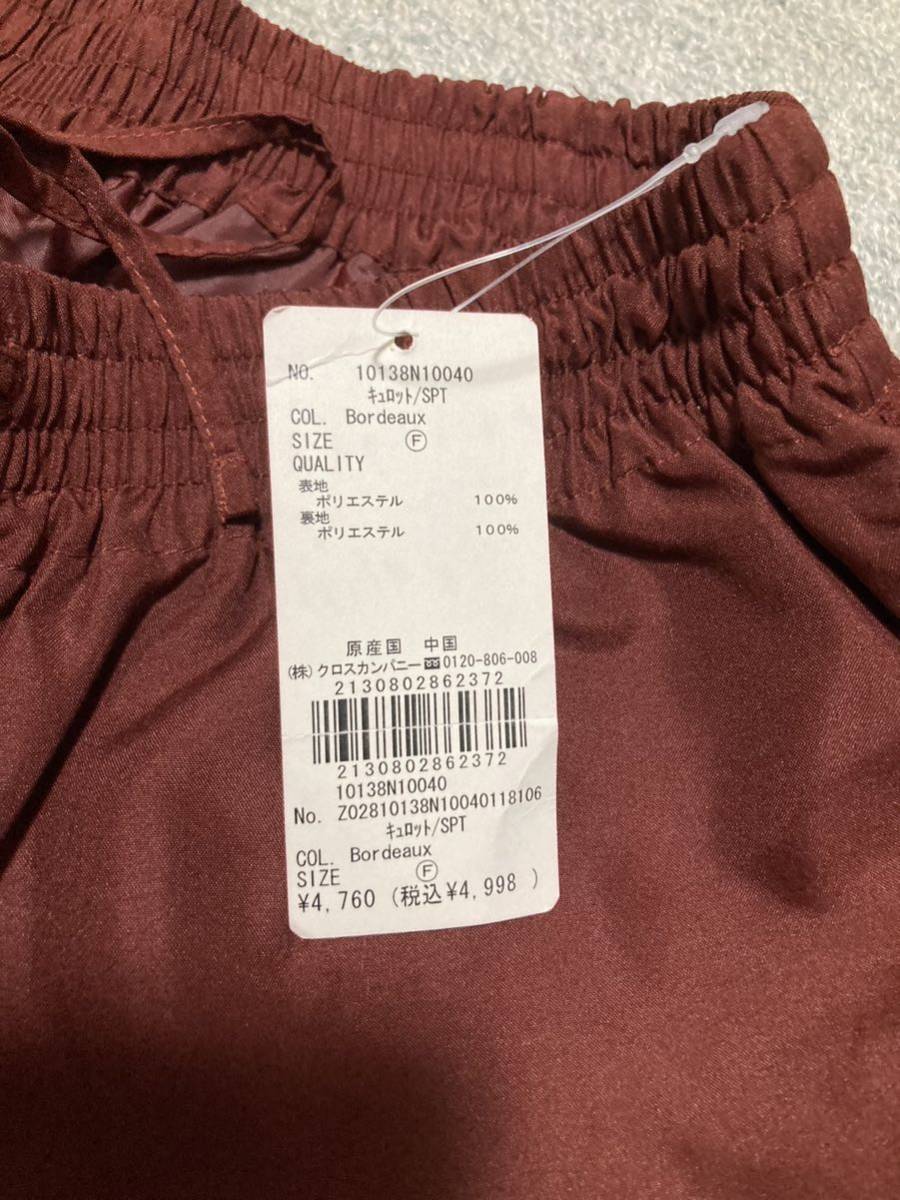 NO. 10138N10040
ｷｭﾛｯﾄ/SPT
COL. Bordeaux
SIZE Ⓕ
QUALITY
表地
ポリエステル 100%
裏地
ポリエステル 100%
原産国 中国
(株)クロスカンパニー 0120-806-008
2130802862372
2130802862372
10138N10040
No. Z02810138N10040118106
ｷｭﾛｯﾄ/SPT
COL. Bordeaux
SIZE Ⓕ
¥4,760 (税込¥4,998 )